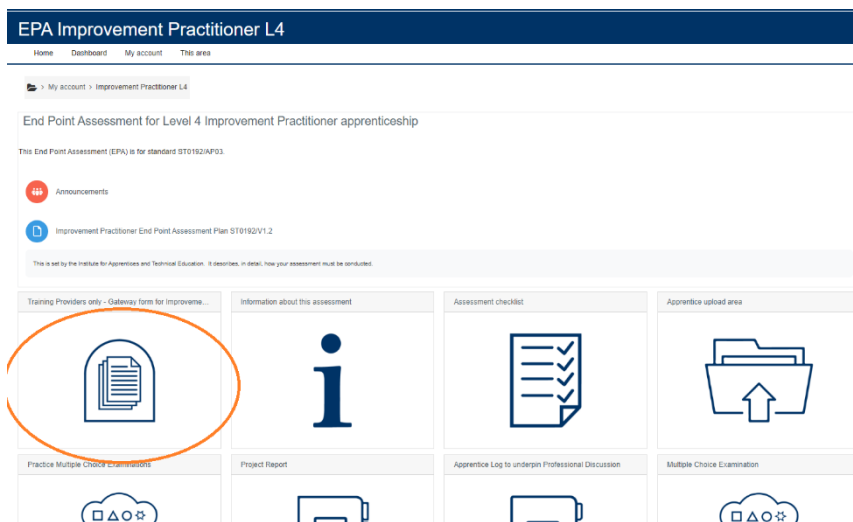 EPA Improvement Practitioner L4
Home Dashboard My account This area
> My account > Improvement Practitioner L4
End Point Assessment for Level 4 Improvement Practitioner apprenticeship
This End Point Assessment (EPA) is for standard ST0192/AP03.
Announcements
Improvement Practitioner End Point Assessment Plan ST0192/V1.2
This is set by the Institute for Apprentices and Technical Education. It describes, in detail, how your assessment must be conducted.
Training Providers only - Gateway form for Improveme... Information about this assessment Assessment checklist Apprentice upload area
Practice Multiple Choice Examinations Project Report Apprentice Log to underpin Professional Discussion Multiple Choice Examination